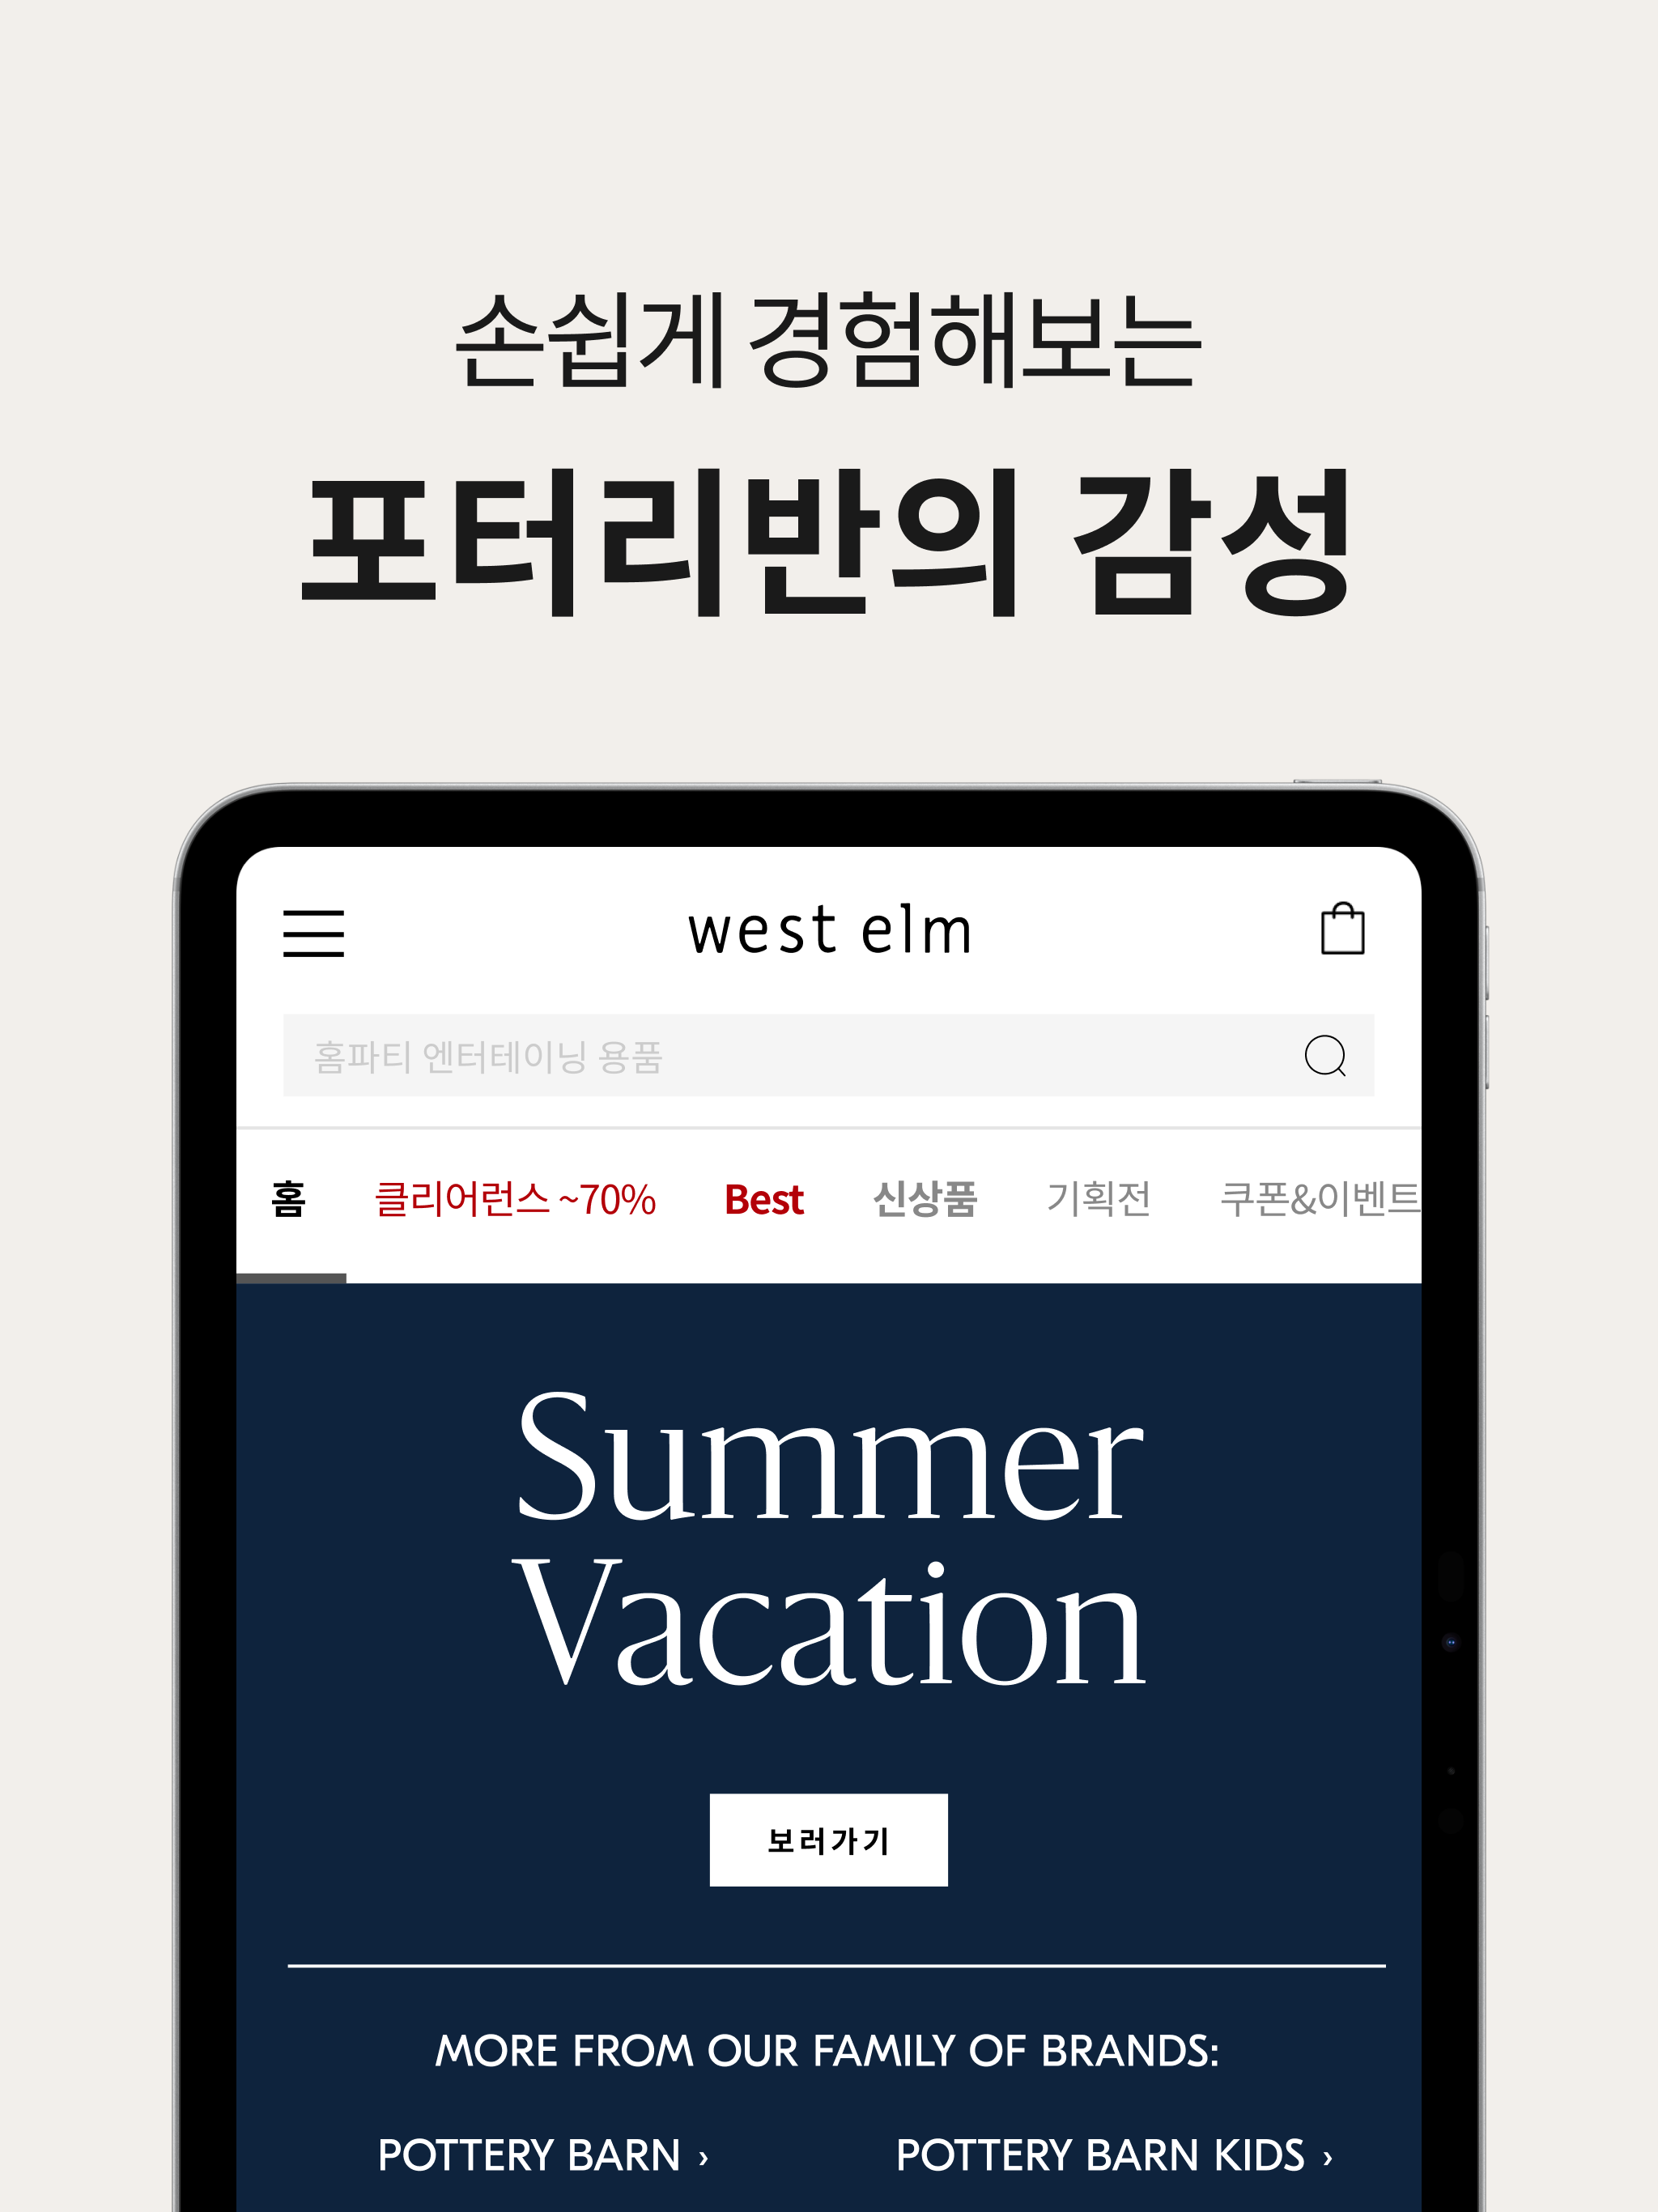 손쉽게 경험해보는
포터리반의 감성
west elm
홈파티 엔터테이닝 용품
홈 클리어런스 ~70% Best 신상품 기획전 쿠폰&이벤트
Summer
Vacation
보러가기
MORE FROM OUR FAMILY OF BRANDS:
POTTERY BARN › POTTERY BARN KIDS ›